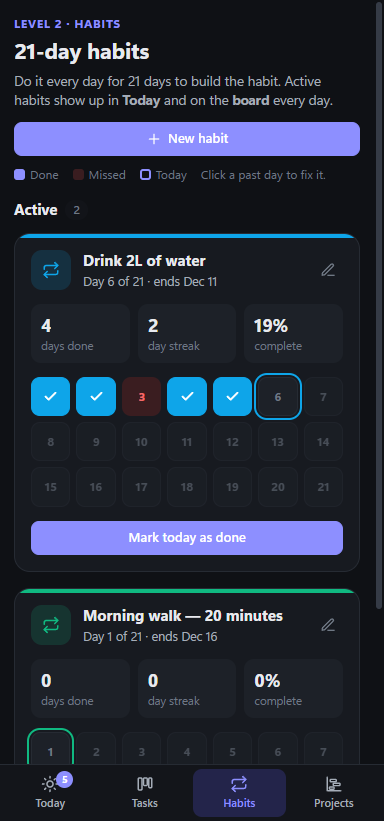 LEVEL 2 · HABITS
21-day habits
Do it every day for 21 days to build the habit. Active
habits show up in Today and on the board every day.
+ New habit
Done Missed Today Click a past day to fix it.
Active 2
Drink 2L of water
Day 6 of 21 · ends Dec 11
4 2 19%
days done day streak complete
3 6 7
8 9 10 11 12 13 14
15 16 17 18 19 20 21
Mark today as done
Morning walk — 20 minutes
Day 1 of 21 · ends Dec 16
0 0 0%
days done day streak complete
1 2 3 4 5 6 7
5
Today Tasks Habits Projects